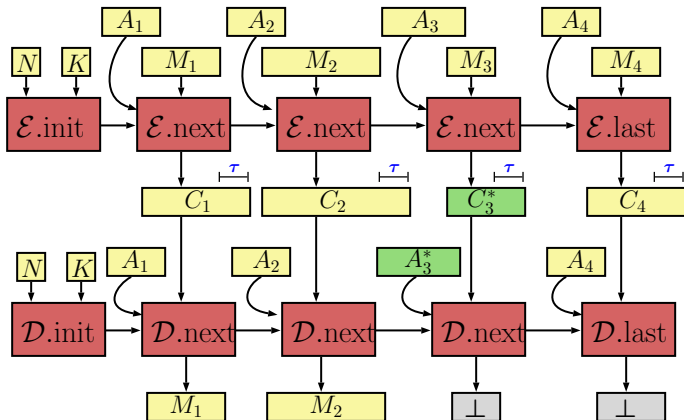 A₁ A₂ A₃ A₄
N K M₁ M₂ M₃ M₄
ℰ.init ℰ.next ℰ.next ℰ.next ℰ.last
τ τ τ τ
C₁ C₂ C₃* C₄
N K A₁ A₂ A₃* A₄
𝒟.init 𝒟.next 𝒟.next 𝒟.next 𝒟.last
M₁ M₂ ⊥ ⊥